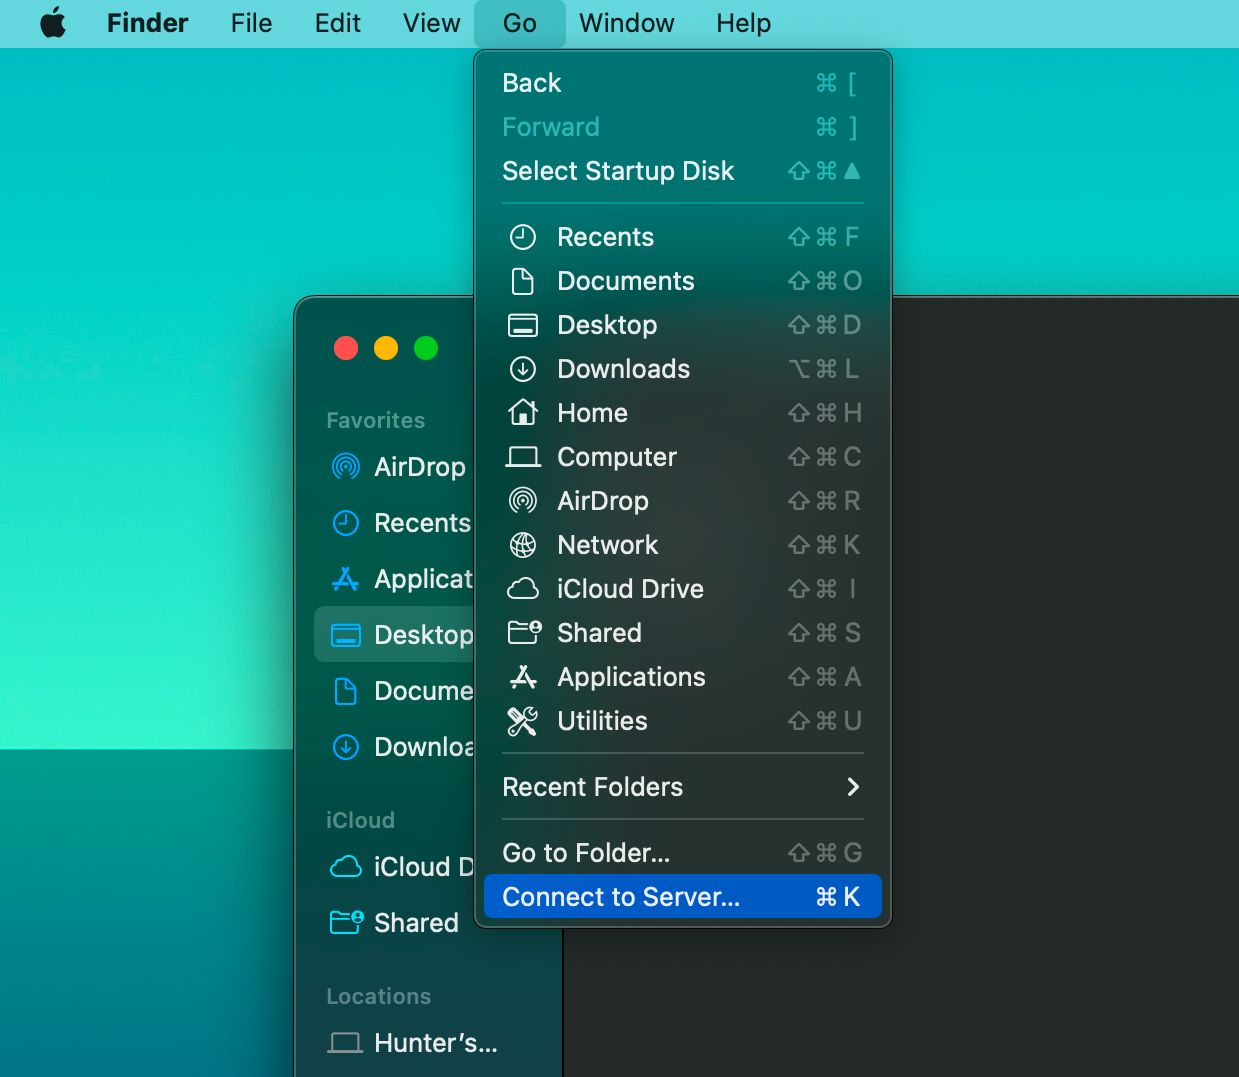 Finder File Edit View Go Window Help
Back ⌘ [
Forward ⌘ ]
Select Startup Disk ⇧⌘▲
Recents ⇧⌘F
Documents ⇧⌘O
Desktop ⇧⌘D
Downloads ⌥⌘L
Home ⇧⌘H
Computer ⇧⌘C
AirDrop ⇧⌘R
Network ⇧⌘K
iCloud Drive ⇧⌘I
Shared ⇧⌘S
Applications ⇧⌘A
Utilities ⇧⌘U
Recent Folders
Go to Folder... ⇧⌘G
Connect to Server... ⌘K
Favorites
AirDrop
Recents
Applicat
Desktop
Docume
Downloa
iCloud
iCloud D
Shared
Locations
Hunter's...